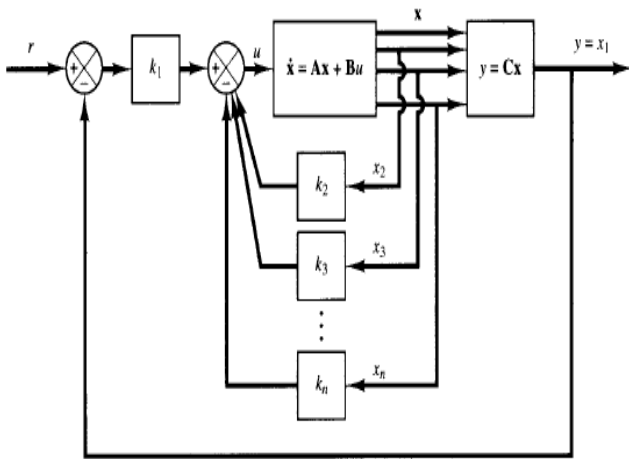 x
r
+
−
k₁
+
−
u
ẋ = Ax + Bu
y = Cx
y = x₁
k₂
x₂
k₃
x₃
⋮
kₙ
xₙ